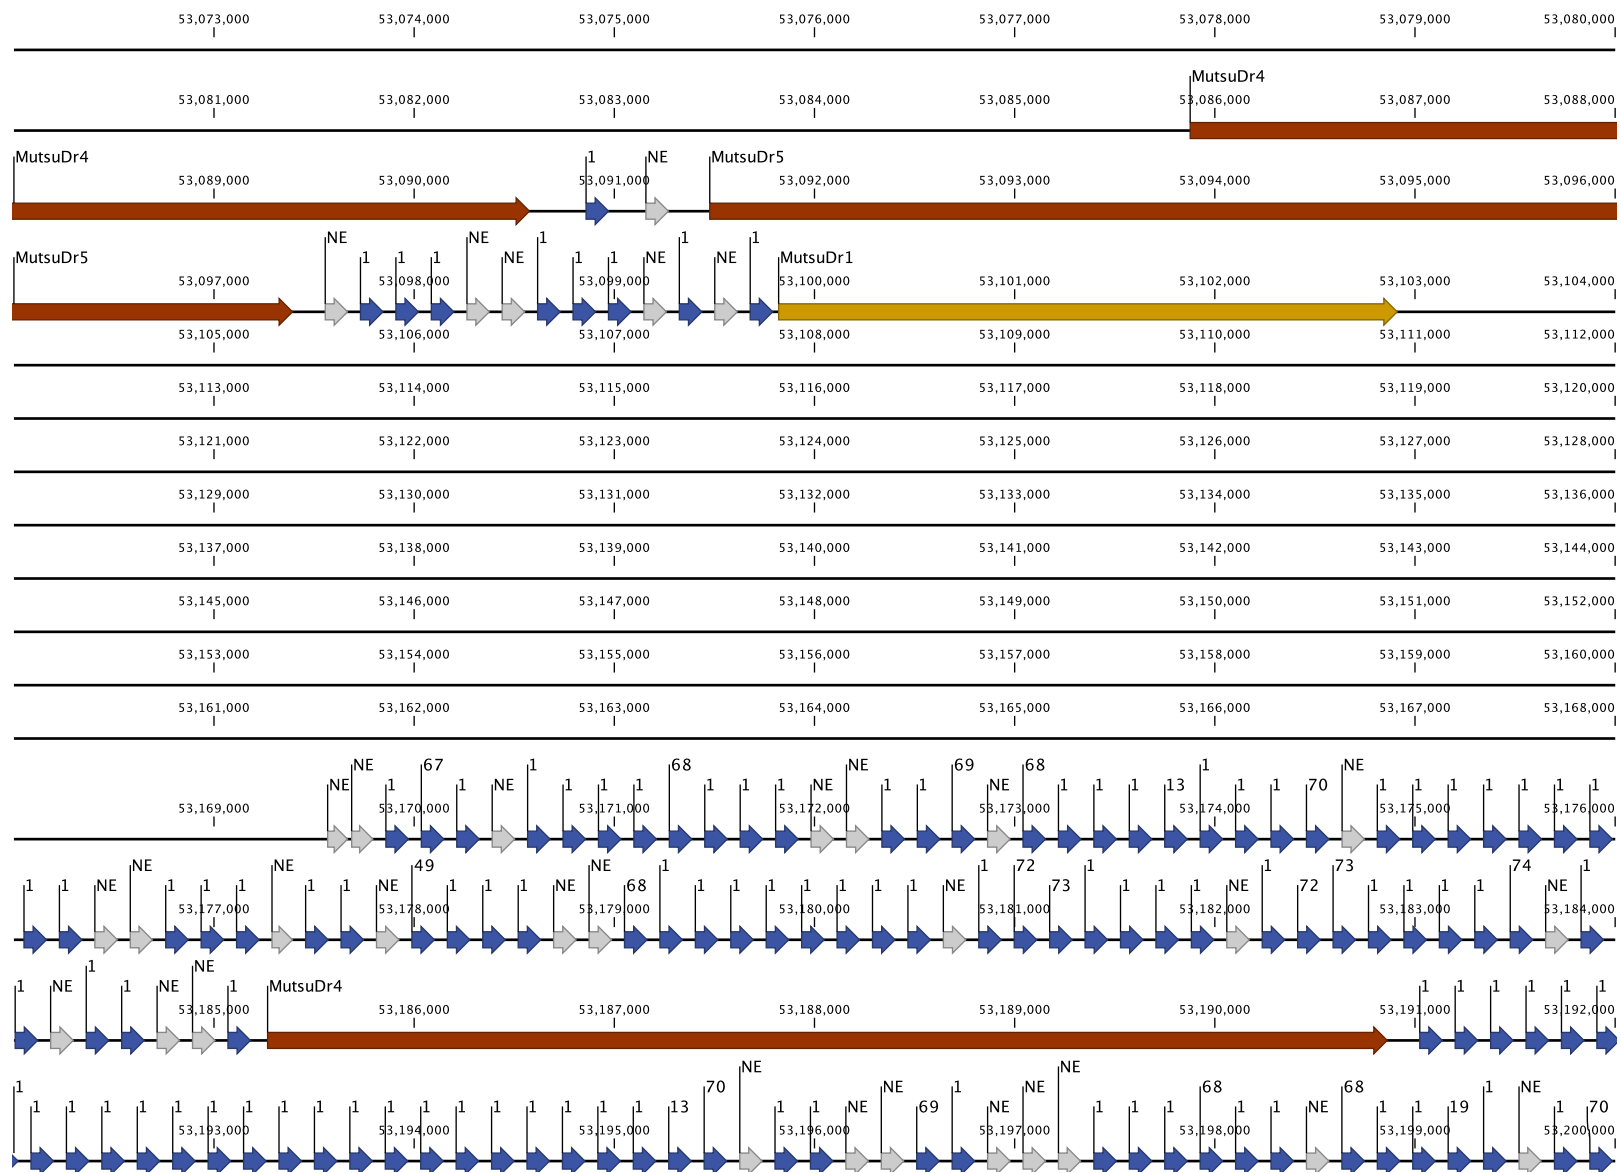 53,073,000 53,074,000 53,075,000 53,076,000 53,077,000 53,078,000 53,079,000 53,080,000
MutsuDr4
53,081,000 53,082,000 53,083,000 53,084,000 53,085,000 53,086,000 53,087,000 53,088,000
MutsuDr4 1 NE MutsuDr5
53,089,000 53,090,000 53,091,000 53,092,000 53,093,000 53,094,000 53,095,000 53,096,000
NE NE 1 1 1
MutsuDr5 1 1 1 NE 1 1 NE NE MutsuDr1
53,097,000 53,098,000 53,099,000 53,100,000 53,101,000 53,102,000 53,103,000 53,104,000
53,105,000 53,106,000 53,107,000 53,108,000 53,109,000 53,110,000 53,111,000 53,112,000
53,113,000 53,114,000 53,115,000 53,116,000 53,117,000 53,118,000 53,119,000 53,120,000
53,121,000 53,122,000 53,123,000 53,124,000 53,125,000 53,126,000 53,127,000 53,128,000
53,129,000 53,130,000 53,131,000 53,132,000 53,133,000 53,134,000 53,135,000 53,136,000
53,137,000 53,138,000 53,139,000 53,140,000 53,141,000 53,142,000 53,143,000 53,144,000
53,145,000 53,146,000 53,147,000 53,148,000 53,149,000 53,150,000 53,151,000 53,152,000
53,153,000 53,154,000 53,155,000 53,156,000 53,157,000 53,158,000 53,159,000 53,160,000
53,161,000 53,162,000 53,163,000 53,164,000 53,165,000 53,166,000 53,167,000 53,168,000
NE 67 1 68 NE 69 68 1 NE
NE 1 1 NE 1 1 1 1 1 1 NE 1 1 NE 1 1 1 13 1 1 70 1 1 1 1 1 1 1
53,169,000 53,170,000 53,171,000 53,172,000 53,173,000 53,174,000 53,175,000 53,176,000
NE NE 49 NE 1 1 72 1 1 73 74 1
1 1 NE 1 1 1 1 1 NE 1 1 1 NE 68 1 1 1 1 1 1 1 NE 73 1 1 1 NE 72 1 1 1 1 NE
53,177,000 53,178,000 53,179,000 53,180,000 53,181,000 53,182,000 53,183,000 53,184,000
1 NE
1 NE 1 NE 1 MutsuDr4 1 1 1 1 1 1
53,185,000 53,186,000 53,187,000 53,188,000 53,189,000 53,190,000 53,191,000 53,192,000
NE NE
1 70 NE 1 NE 68 68 1 NE
1 1 1 1 1 1 1 1 1 1 1 1 1 1 1 1 1 1 13 1 1 NE 69 NE 1 1 1 1 1 NE 1 1 19 1 70
53,193,000 53,194,000 53,195,000 53,196,000 53,197,000 53,198,000 53,199,000 53,200,000